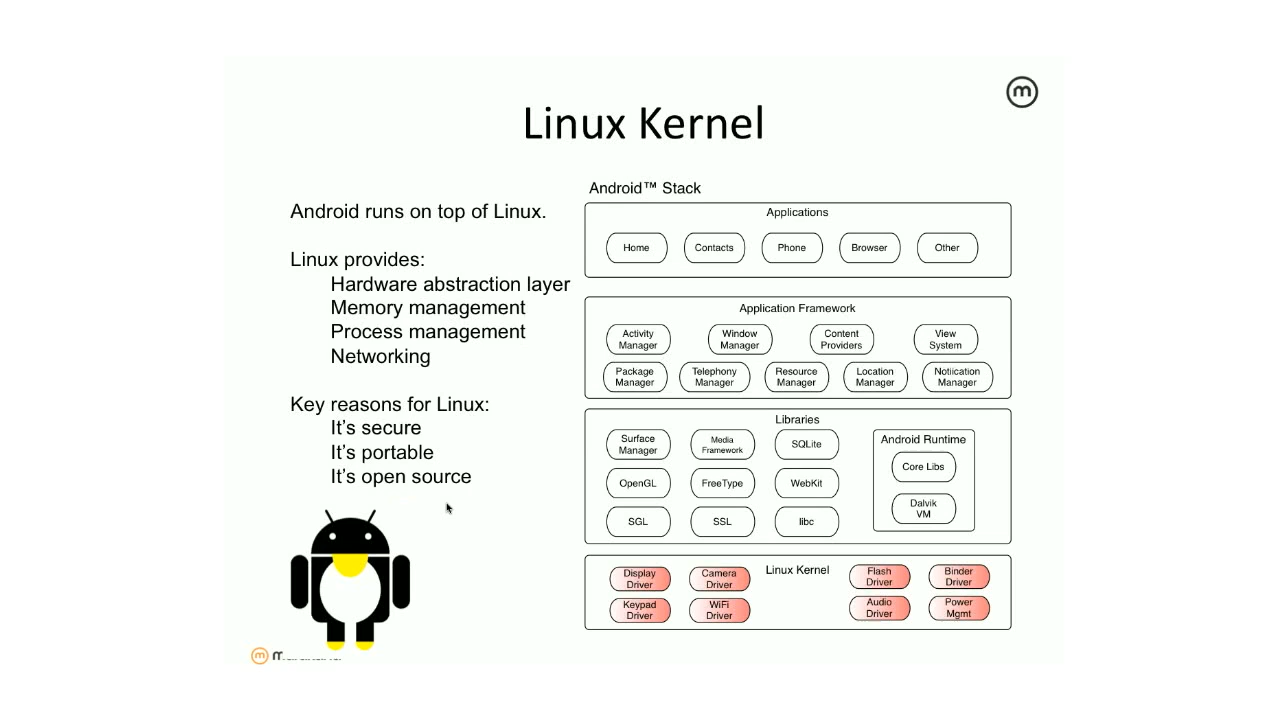 Linux Kernel
Android runs on top of Linux.
Linux provides:
Hardware abstraction layer
Memory management
Process management
Networking
Key reasons for Linux:
It's secure
It's portable
It's open source
Android™ Stack
Applications
Home
Contacts
Phone
Browser
Other
Application Framework
Activity
Manager
Window
Manager
Content
Providers
View
System
Package
Manager
Telephony
Manager
Resource
Manager
Location
Manager
Notiication
Manager
Libraries
Surface
Manager
Media
Framework
SQLite
OpenGL
FreeType
WebKit
SGL
SSL
libc
Android Runtime
Core Libs
Dalvik
VM
Linux Kernel
Display
Driver
Camera
Driver
Keypad
Driver
WiFi
Driver
Flash
Driver
Binder
Driver
Audio
Driver
Power
Mgmt